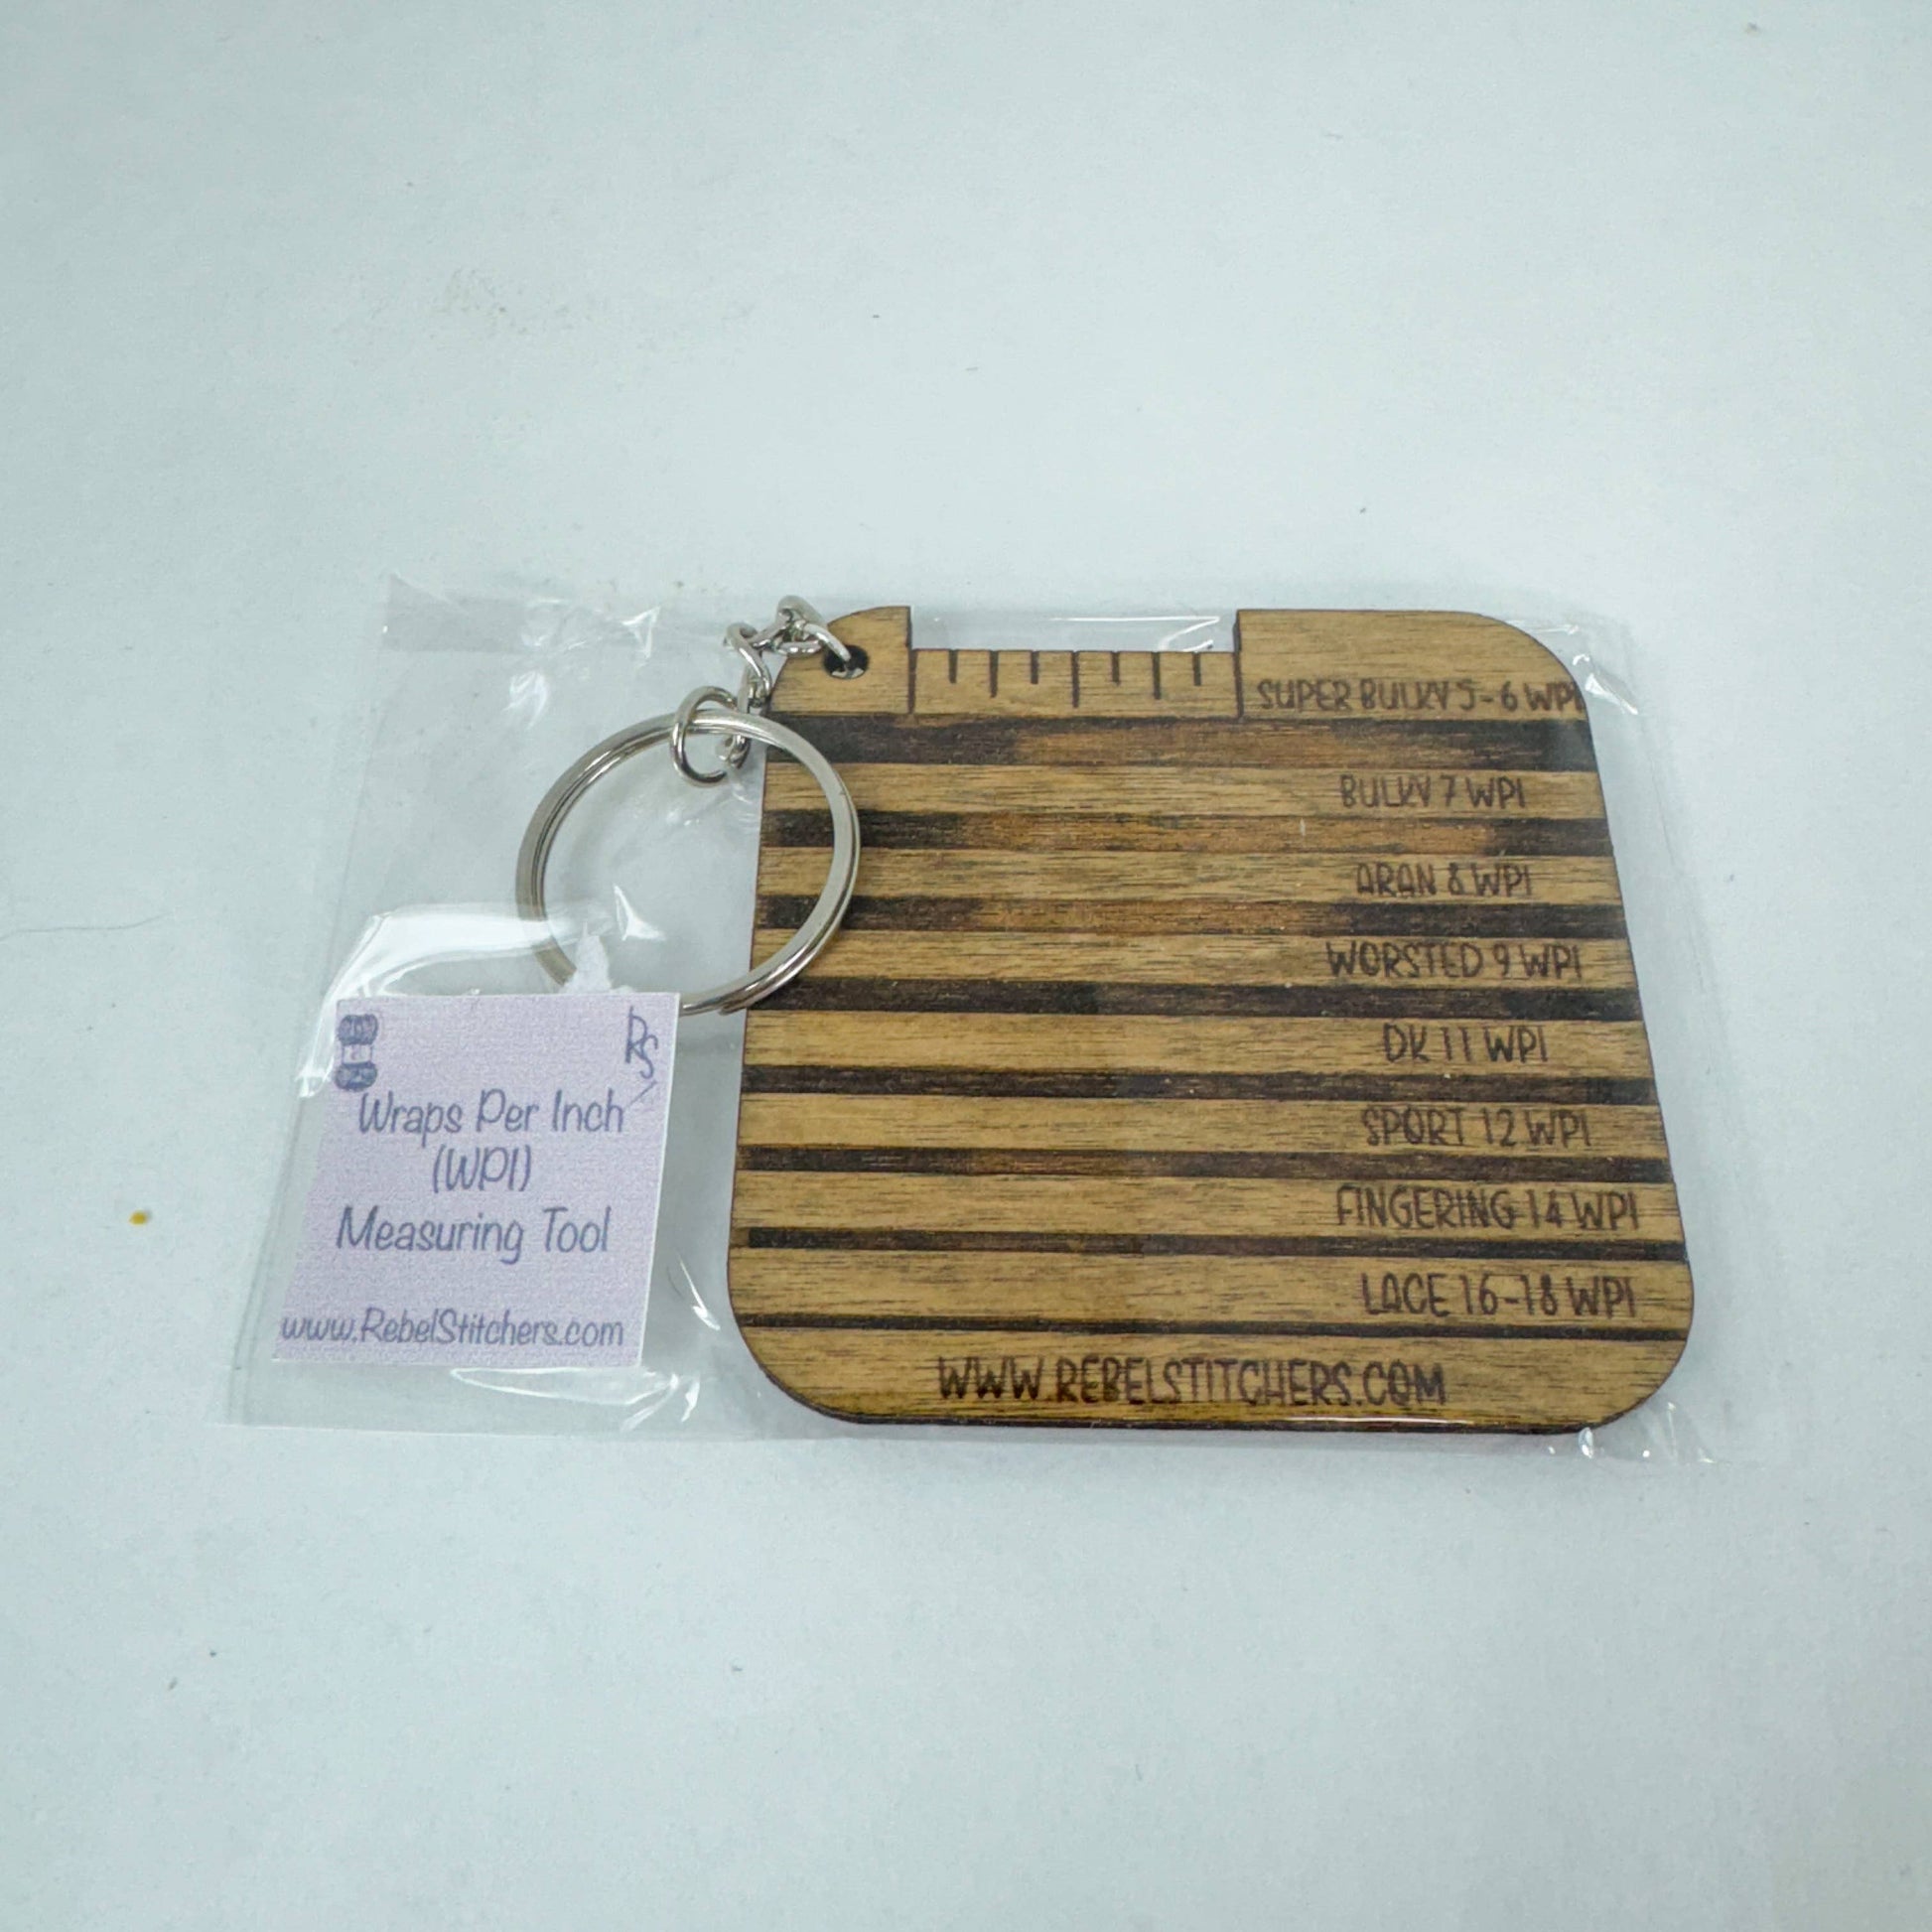 RS
Wraps Per Inch
(WPI)
Measuring Tool
www.RebelStitchers.com
SUPER BULKY 5-6 WPI
BULKY 7 WPI
ARAN 8 WPI
WORSTED 9 WPI
DK 11 WPI
SPORT 12 WPI
FINGERING 14 WPI
LACE 16-18 WPI
WWW.REBELSTITCHERS.COM